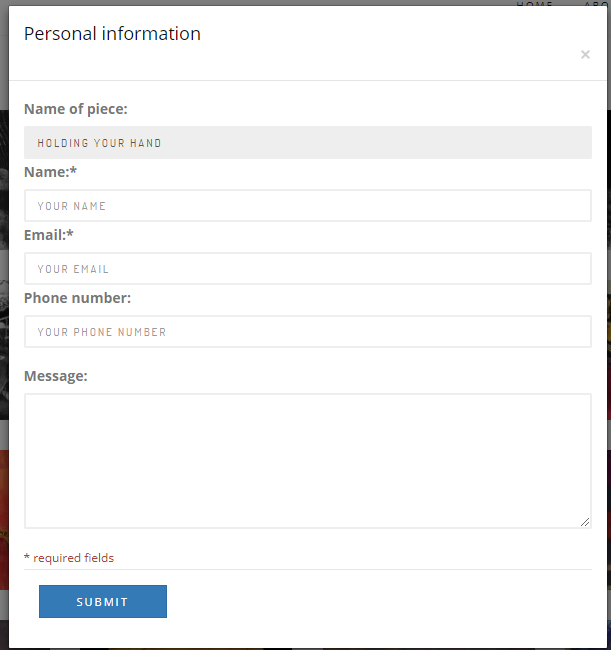 HOME
Personal information
×
Name of piece:
HOLDING YOUR HAND
Name:*
YOUR NAME
Email:*
YOUR EMAIL
Phone number:
YOUR PHONE NUMBER
Message:
* required fields
SUBMIT